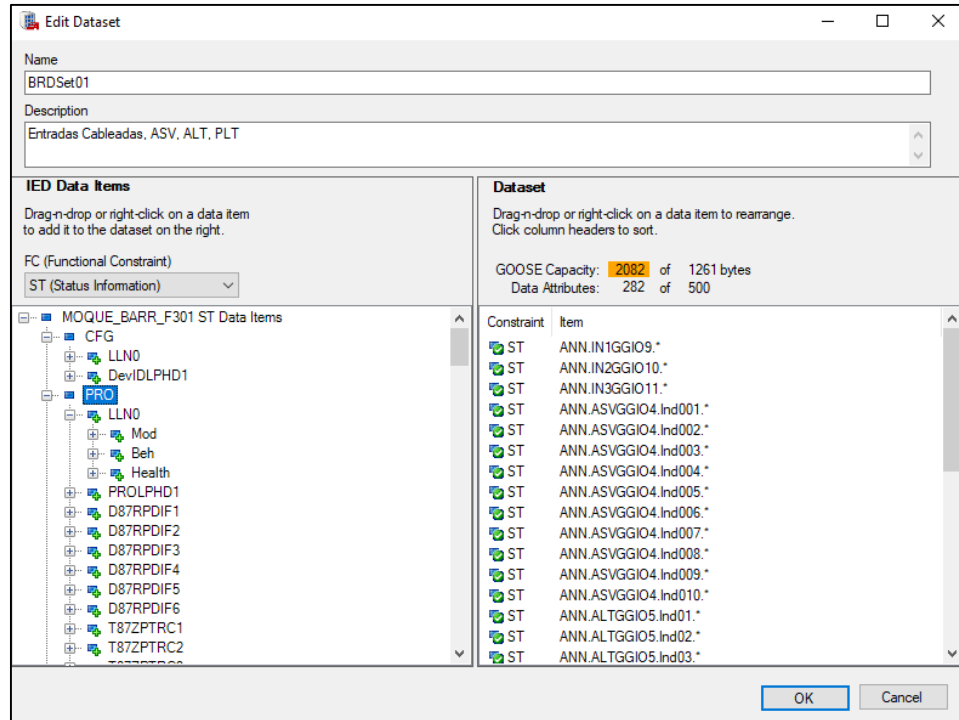 Edit Dataset
Name
BRDSet01
Description
Entradas Cableadas, ASV, ALT, PLT
IED Data Items
Drag-n-drop or right-click on a data item
to add it to the dataset on the right.
FC (Functional Constraint)
ST (Status Information)
MOQUE_BARR_F301 ST Data Items
CFG
LLN0
DevIDLPHD1
PRO
LLN0
Mod
Beh
Health
PROLPHD1
D87RPDIF1
D87RPDIF2
D87RPDIF3
D87RPDIF4
D87RPDIF5
D87RPDIF6
T87ZPTRC1
T87ZPTRC2
Dataset
Drag-n-drop or right-click on a data item to rearrange.
Click column headers to sort.
GOOSE Capacity: 2082 of 1261 bytes
Data Attributes: 282 of 500
Constraint Item
ST ANN.IN1GGIO9.*
ST ANN.IN2GGIO10.*
ST ANN.IN3GGIO11.*
ST ANN.ASVGGIO4.Ind001.*
ST ANN.ASVGGIO4.Ind002.*
ST ANN.ASVGGIO4.Ind003.*
ST ANN.ASVGGIO4.Ind004.*
ST ANN.ASVGGIO4.Ind005.*
ST ANN.ASVGGIO4.Ind006.*
ST ANN.ASVGGIO4.Ind007.*
ST ANN.ASVGGIO4.Ind008.*
ST ANN.ASVGGIO4.Ind009.*
ST ANN.ASVGGIO4.Ind010.*
ST ANN.ALTGGIO5.Ind01.*
ST ANN.ALTGGIO5.Ind02.*
ST ANN.ALTGGIO5.Ind03.*
OK
Cancel